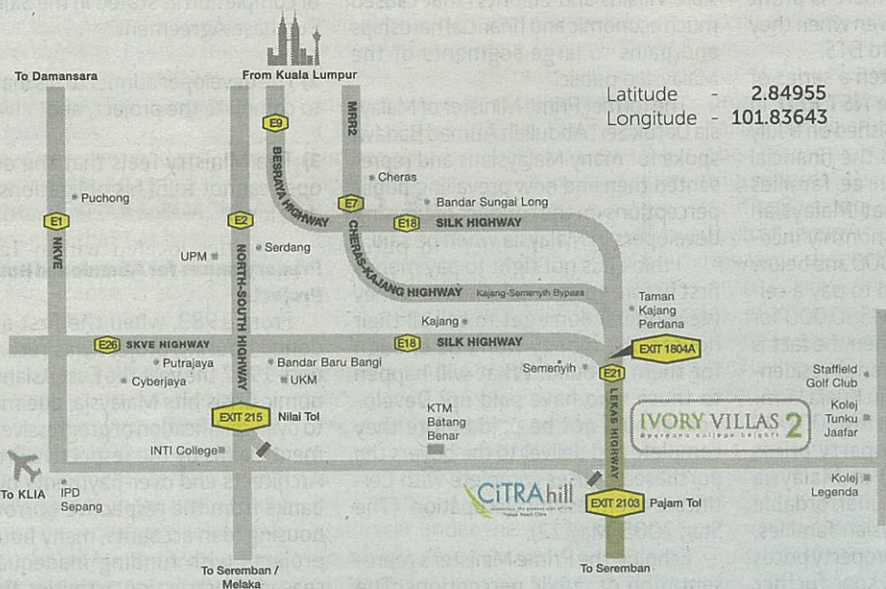 To Damansara
From Kuala Lumpur
Latitude - 2.84955
Longitude - 101.83643
E9
MRR2
BESRAYA HIGHWAY
Cheras
Puchong
E7
Bandar Sungai Long
E1
E2
E18
SILK HIGHWAY
NKVE
UPM
Serdang
NORTH-SOUTH HIGHWAY
CHERAS-KAJANG HIGHWAY
Kajang-Semenyih Bypass
Taman
Kajang
Perdana
Kajang
E26
SKVE HIGHWAY
E18
SILK HIGHWAY
EXIT 1804A
Putrajaya
Bandar Baru Bangi
Semenyih
E21
Cyberjaya
UKM
LEKAS HIGHWAY
Staffield
Golf Club
EXIT 215
Nilai Tol
KTM
Batang
Benar
IVORY VILLAS 2
Kolej
Tunku
Jaafar
INTI College
To KLIA
IPD
Sepang
CiTRAhill
EXIT 2103
Pajam Tol
Kolej
Legenda
To Seremban /
Melaka
To Seremban